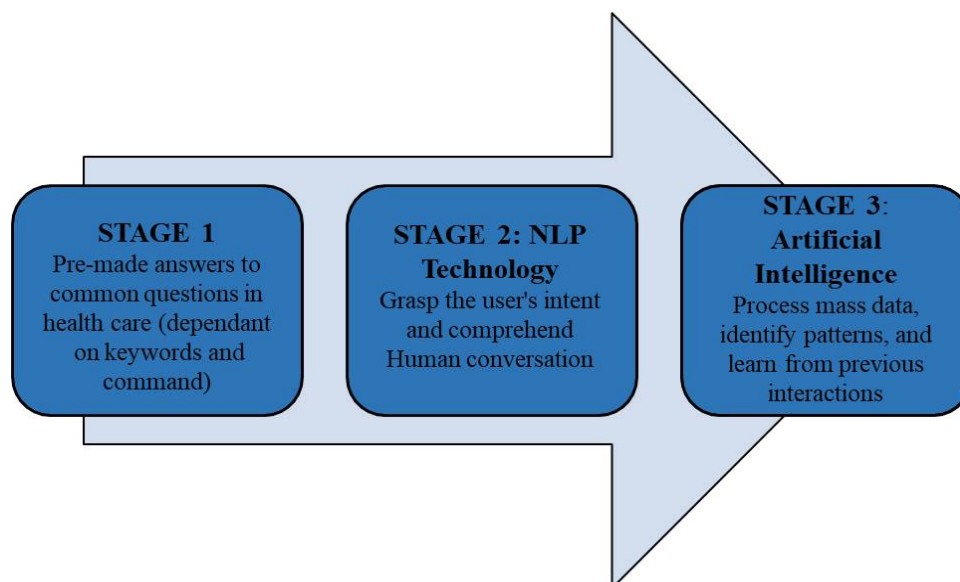 STAGE 1
Pre-made answers to
common questions in
health care (dependant
on keywords and
command)
STAGE 2: NLP
Technology
Grasp the user's intent
and comprehend
Human conversation
STAGE 3:
Artificial
Intelligence
Process mass data,
identify patterns, and
learn from previous
interactions